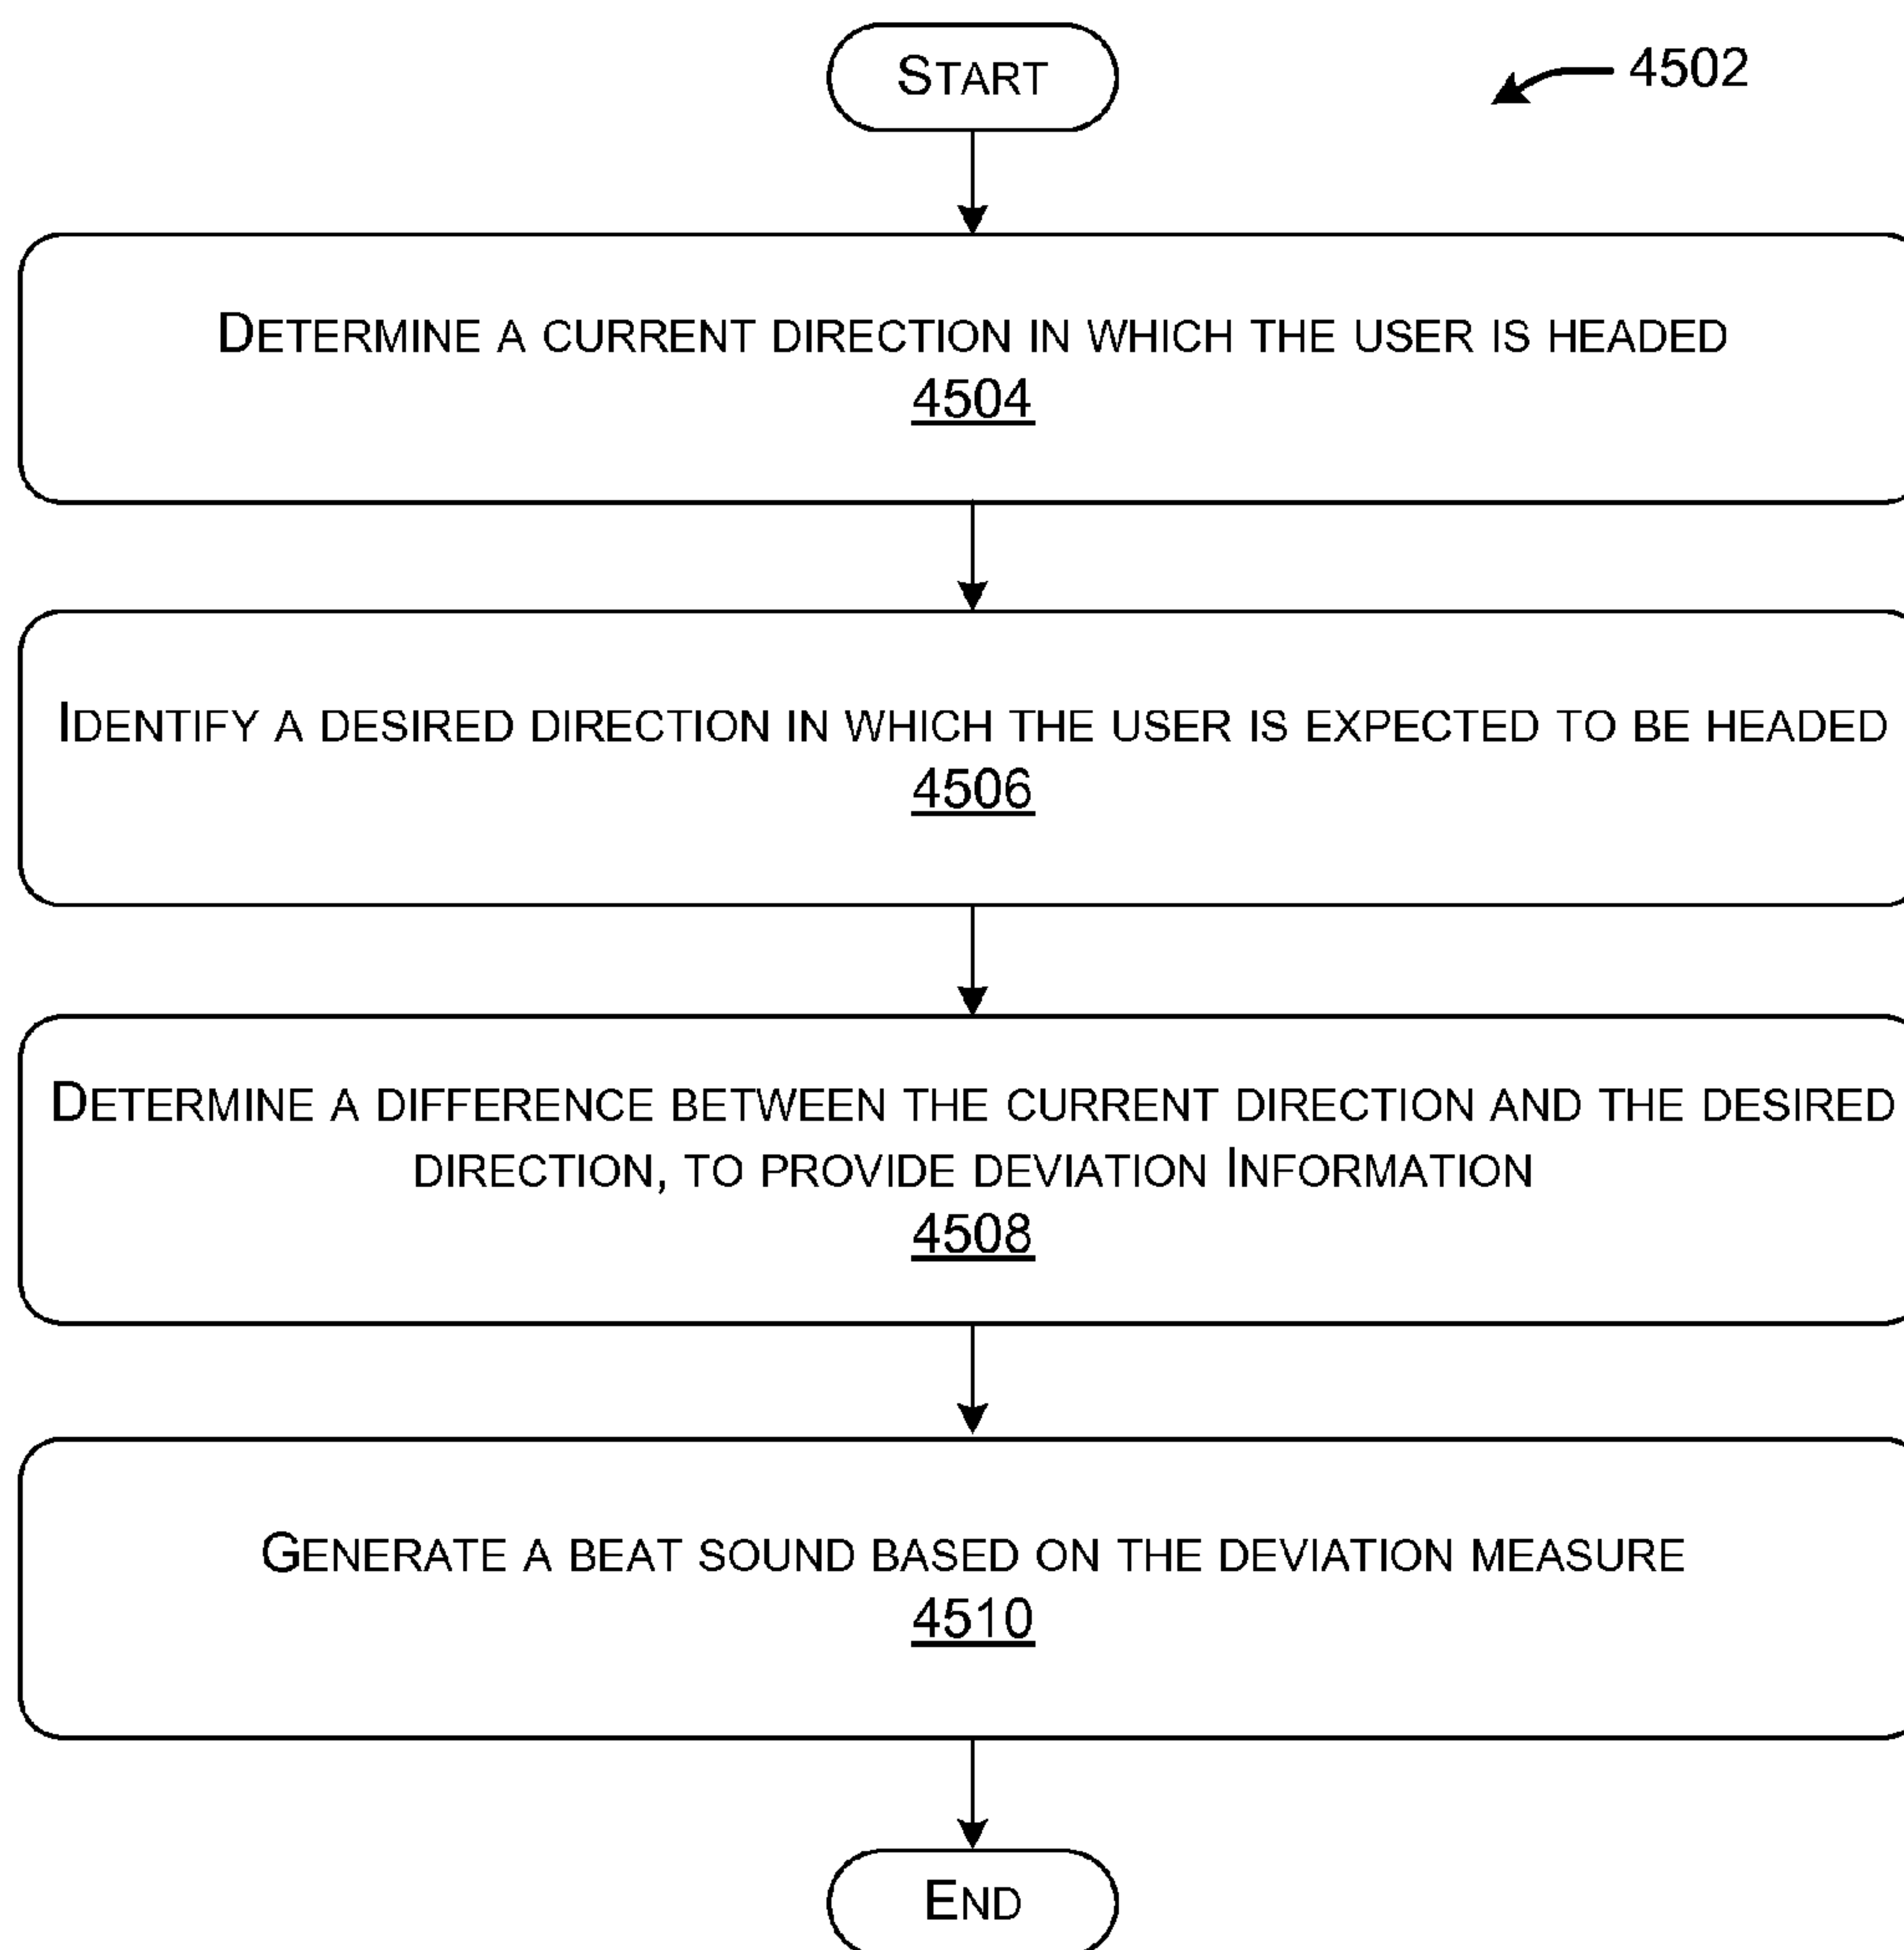 START
4502
DETERMINE A CURRENT DIRECTION IN WHICH THE USER IS HEADED
4504
IDENTIFY A DESIRED DIRECTION IN WHICH THE USER IS EXPECTED TO BE HEADED
4506
DETERMINE A DIFFERENCE BETWEEN THE CURRENT DIRECTION AND THE DESIRED
DIRECTION, TO PROVIDE DEVIATION INFORMATION
4508
GENERATE A BEAT SOUND BASED ON THE DEVIATION MEASURE
4510
END